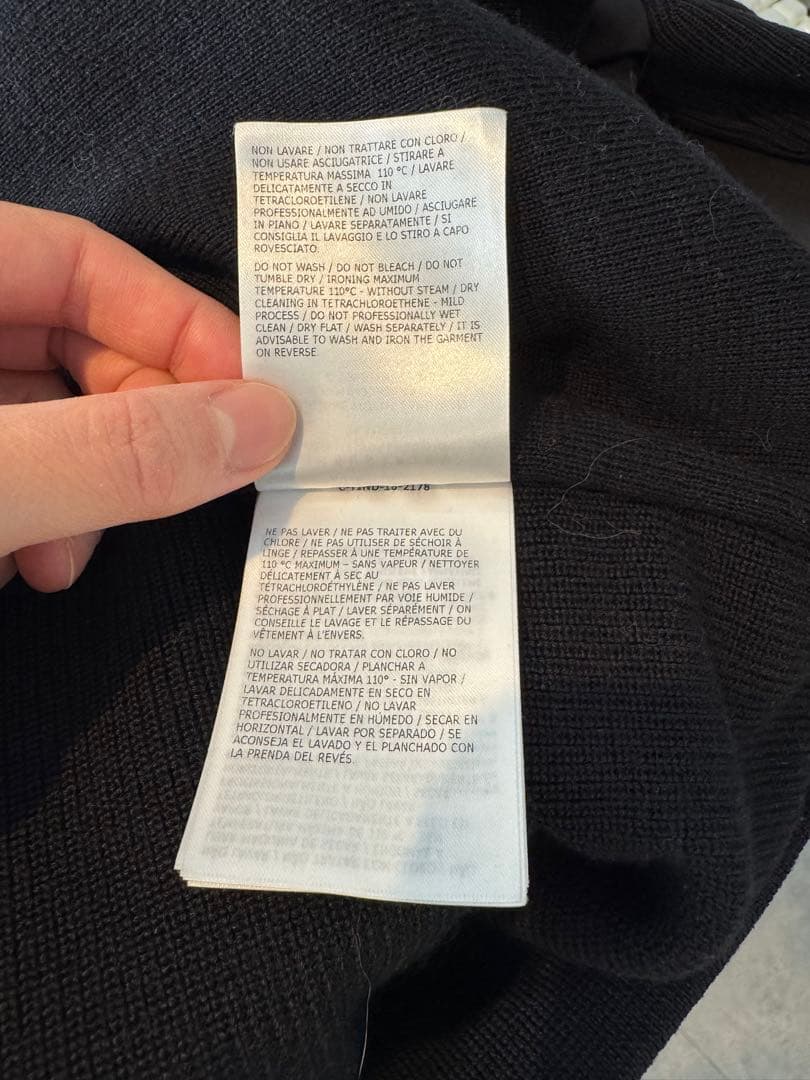 NON LAVARE / NON TRATTARE CON CLORO /
NON USARE ASCIUGATRICE / STIRARE A
TEMPERATURA MASSIMA 110 °C / LAVARE
DELICATAMENTE A SECCO IN
TETRACLOROETILENE / NON LAVARE
PROFESSIONALMENTE AD UMIDO / ASCIUGARE
IN PIANO / LAVARE SEPARATAMENTE / SI
CONSIGLIA IL LAVAGGIO E LO STIRO A CAPO
ROVESCIATO.
DO NOT WASH / DO NOT BLEACH / DO NOT
TUMBLE DRY / IRONING MAXIMUM
TEMPERATURE 110°C - WITHOUT STEAM / DRY
CLEANING IN TETRACHLOROETHENE - MILD
PROCESS / DO NOT PROFESSIONALLY WET
CLEAN / DRY FLAT / WASH SEPARATELY / IT IS
ADVISABLE TO WASH AND IRON THE GARMENT
ON REVERSE.
NE PAS LAVER / NE PAS TRAITER AVEC DU
CHLORE / NE PAS UTILISER DE SÉCHOIR À
LINGE / REPASSER À UNE TEMPÉRATURE DE
110 °C MAXIMUM – SANS VAPEUR / NETTOYER
DÉLICATEMENT À SEC AU
TÉTRACHLOROÉTHYLÈNE / NE PAS LAVER
PROFESSIONNELLEMENT PAR VOIE HUMIDE /
SÉCHAGE À PLAT / LAVER SÉPARÉMENT / ON
CONSEILLE LE LAVAGE ET LE RÉPASSAGE DU
VÊTEMENT À L'ENVERS.
NO LAVAR / NO TRATAR CON CLORO / NO
UTILIZAR SECADORA / PLANCHAR A
TEMPERATURA MÁXIMA 110° - SIN VAPOR /
LAVAR DELICADAMENTE EN SECO EN
TETRACLOROETILENO / NO LAVAR
PROFESIONALMENTE EN HÚMEDO / SECAR EN
HORIZONTAL / LAVAR POR SEPARADO / SE
ACONSEJA EL LAVADO Y EL PLANCHADO CON
LA PRENDA DEL REVÉS.